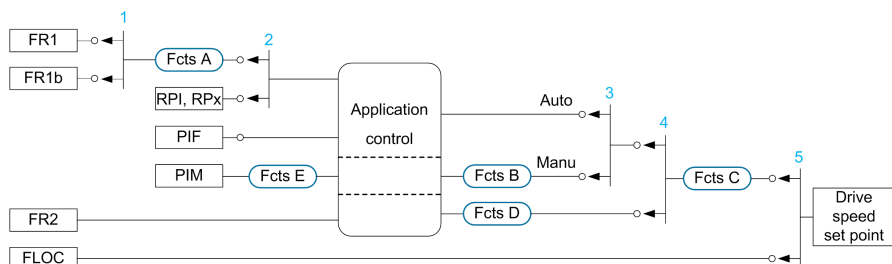 1
FR1
2
Fcts A
FR1b
3
RPI, RPx
Application
control
Auto
4
PIF
5
PIM
Fcts E
Manu
Fcts B
Fcts C
Drive
speed
set point
FR2
Fcts D
FLOC